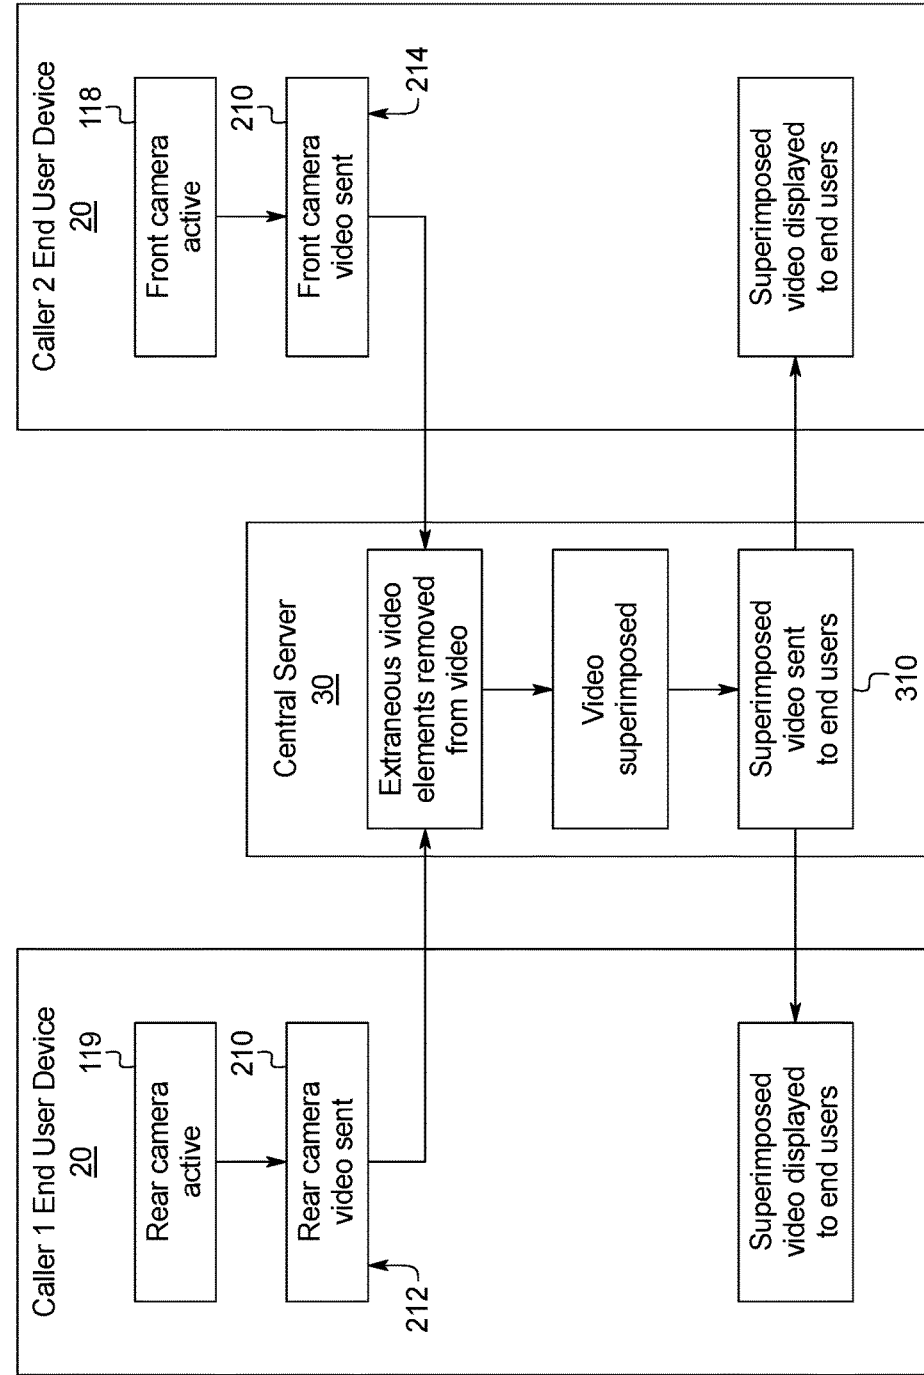 Caller 1 End User Device
20
119
Rear camera
active
210
Rear camera
video sent
212
Superimposed
video displayed
to end users
Central Server
30
Extraneous video
elements removed
from video
Video
superimposed
Superimposed
video sent
to end users
310
Caller 2 End User Device
20
118
Front camera
active
210
Front camera
video sent
214
Superimposed
video displayed
to end users